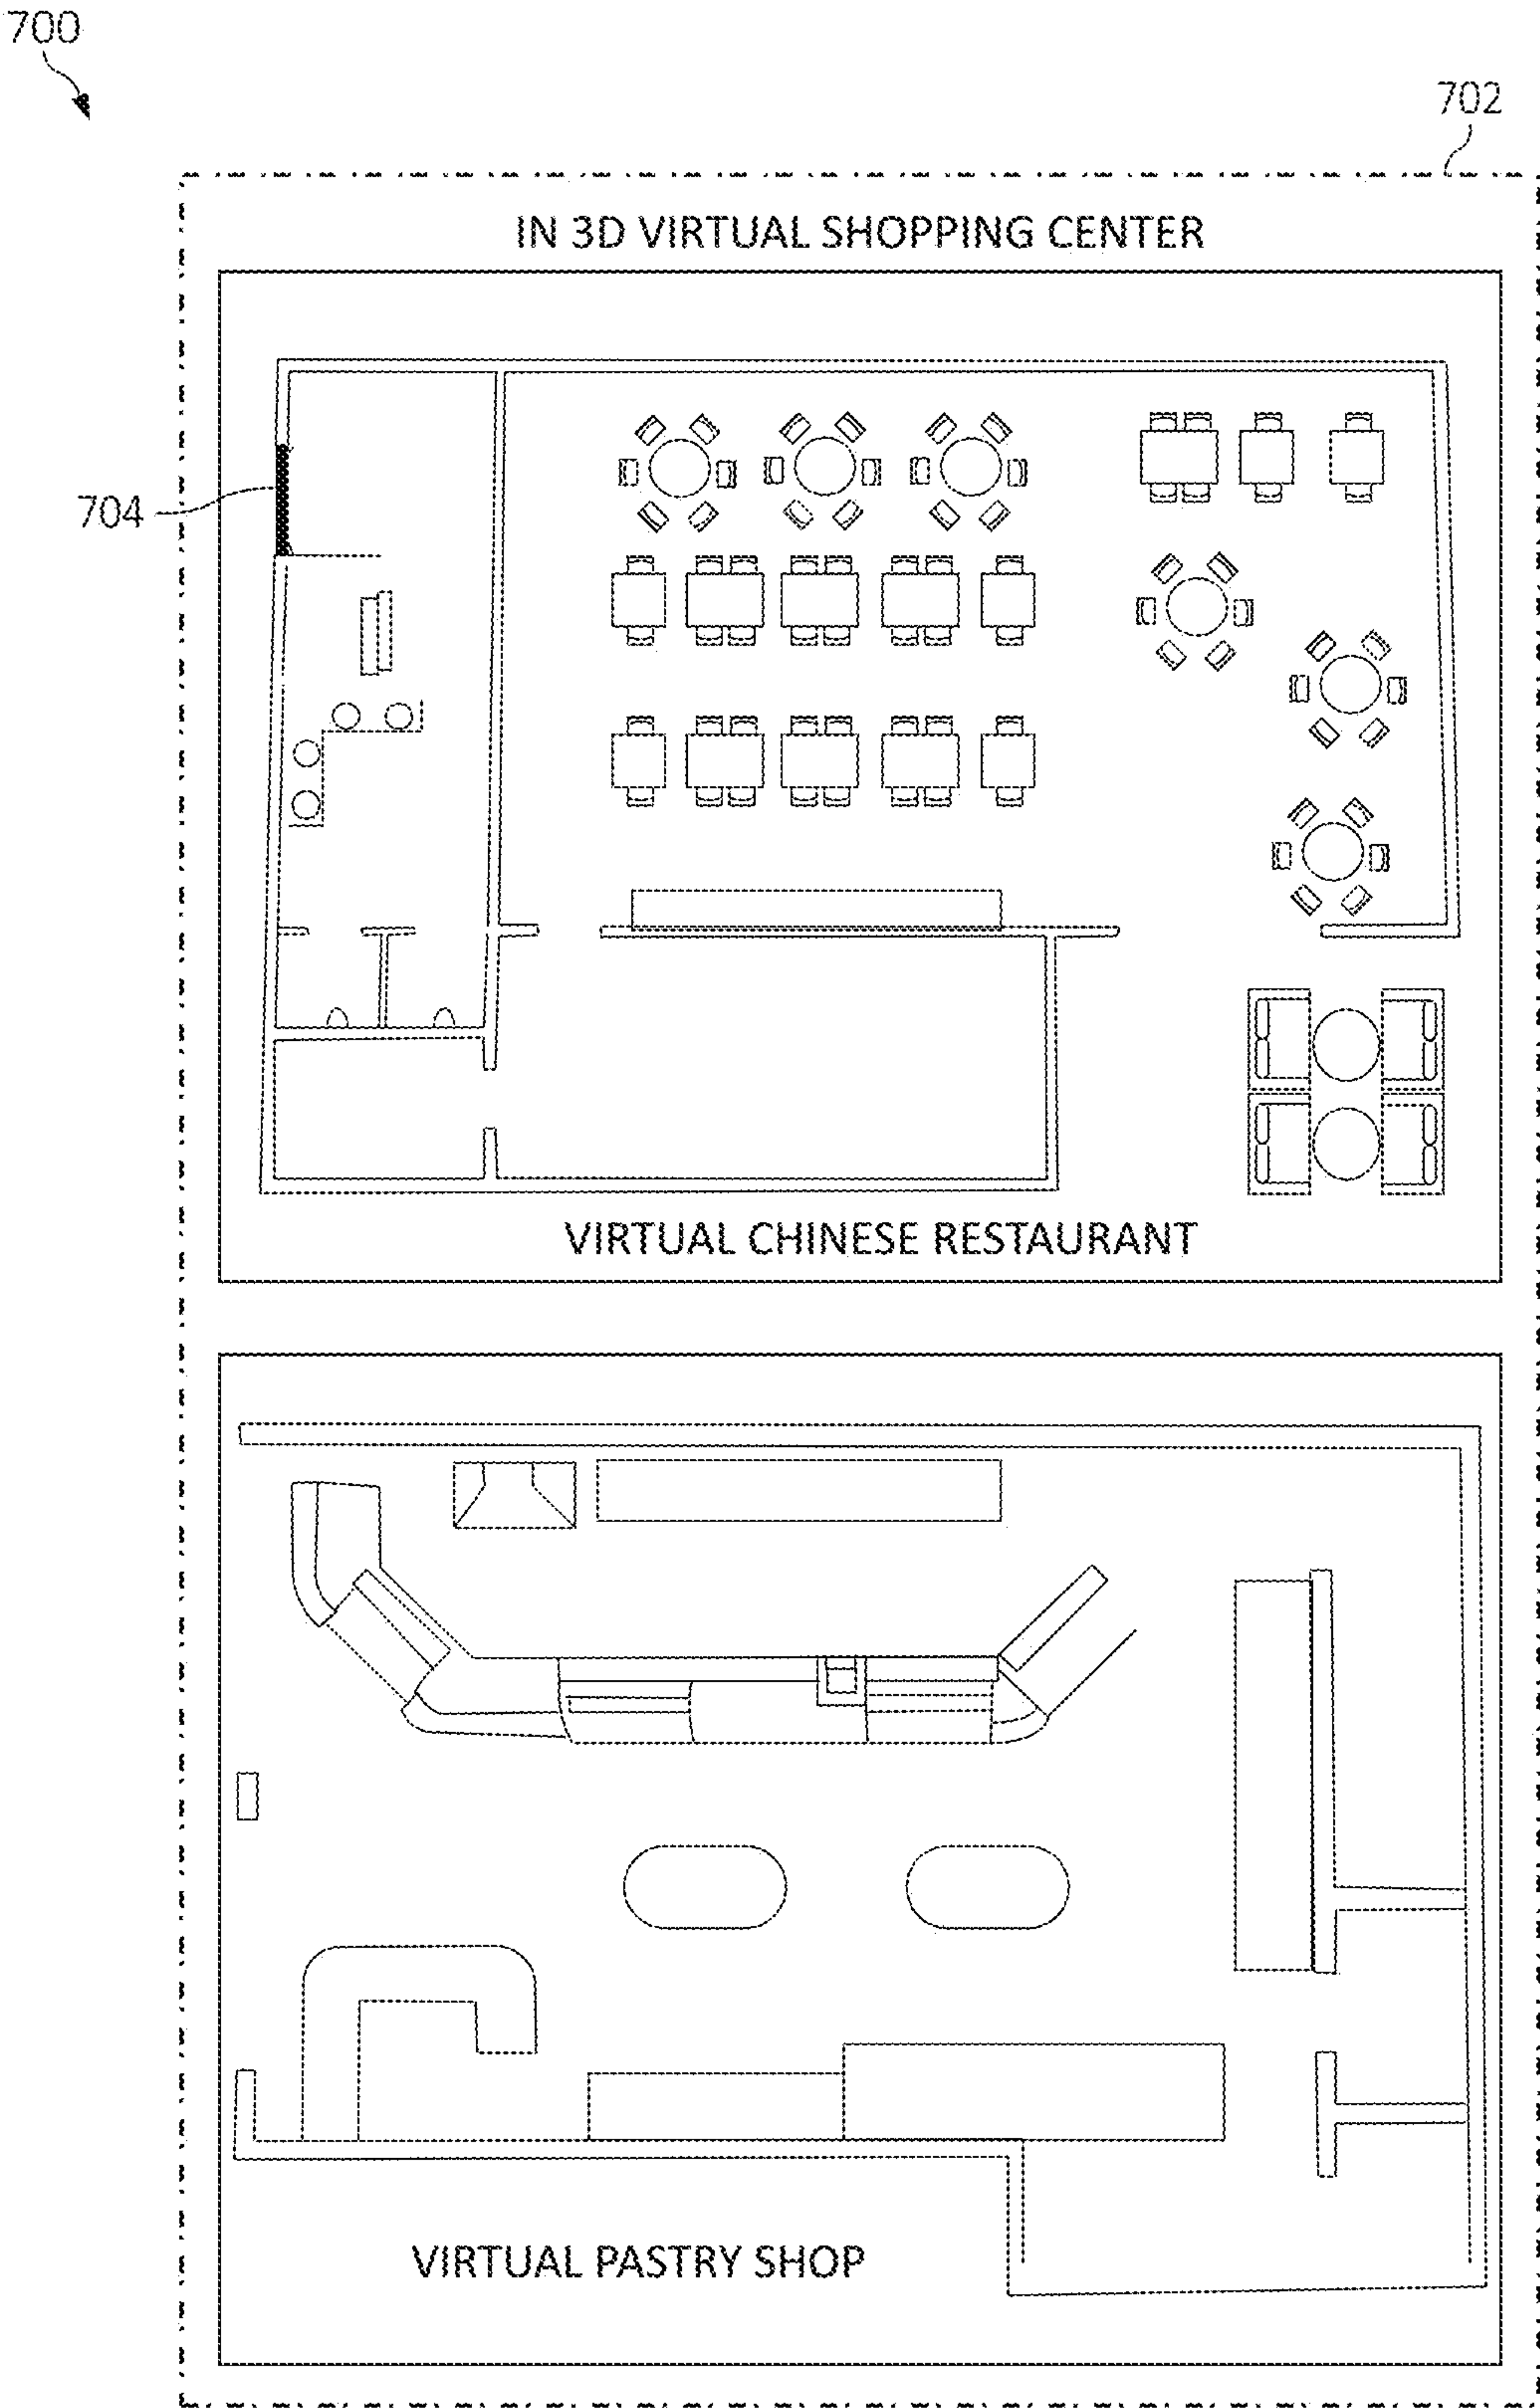 700
702
IN 3D VIRTUAL SHOPPING CENTER
704
VIRTUAL CHINESE RESTAURANT
VIRTUAL PASTRY SHOP